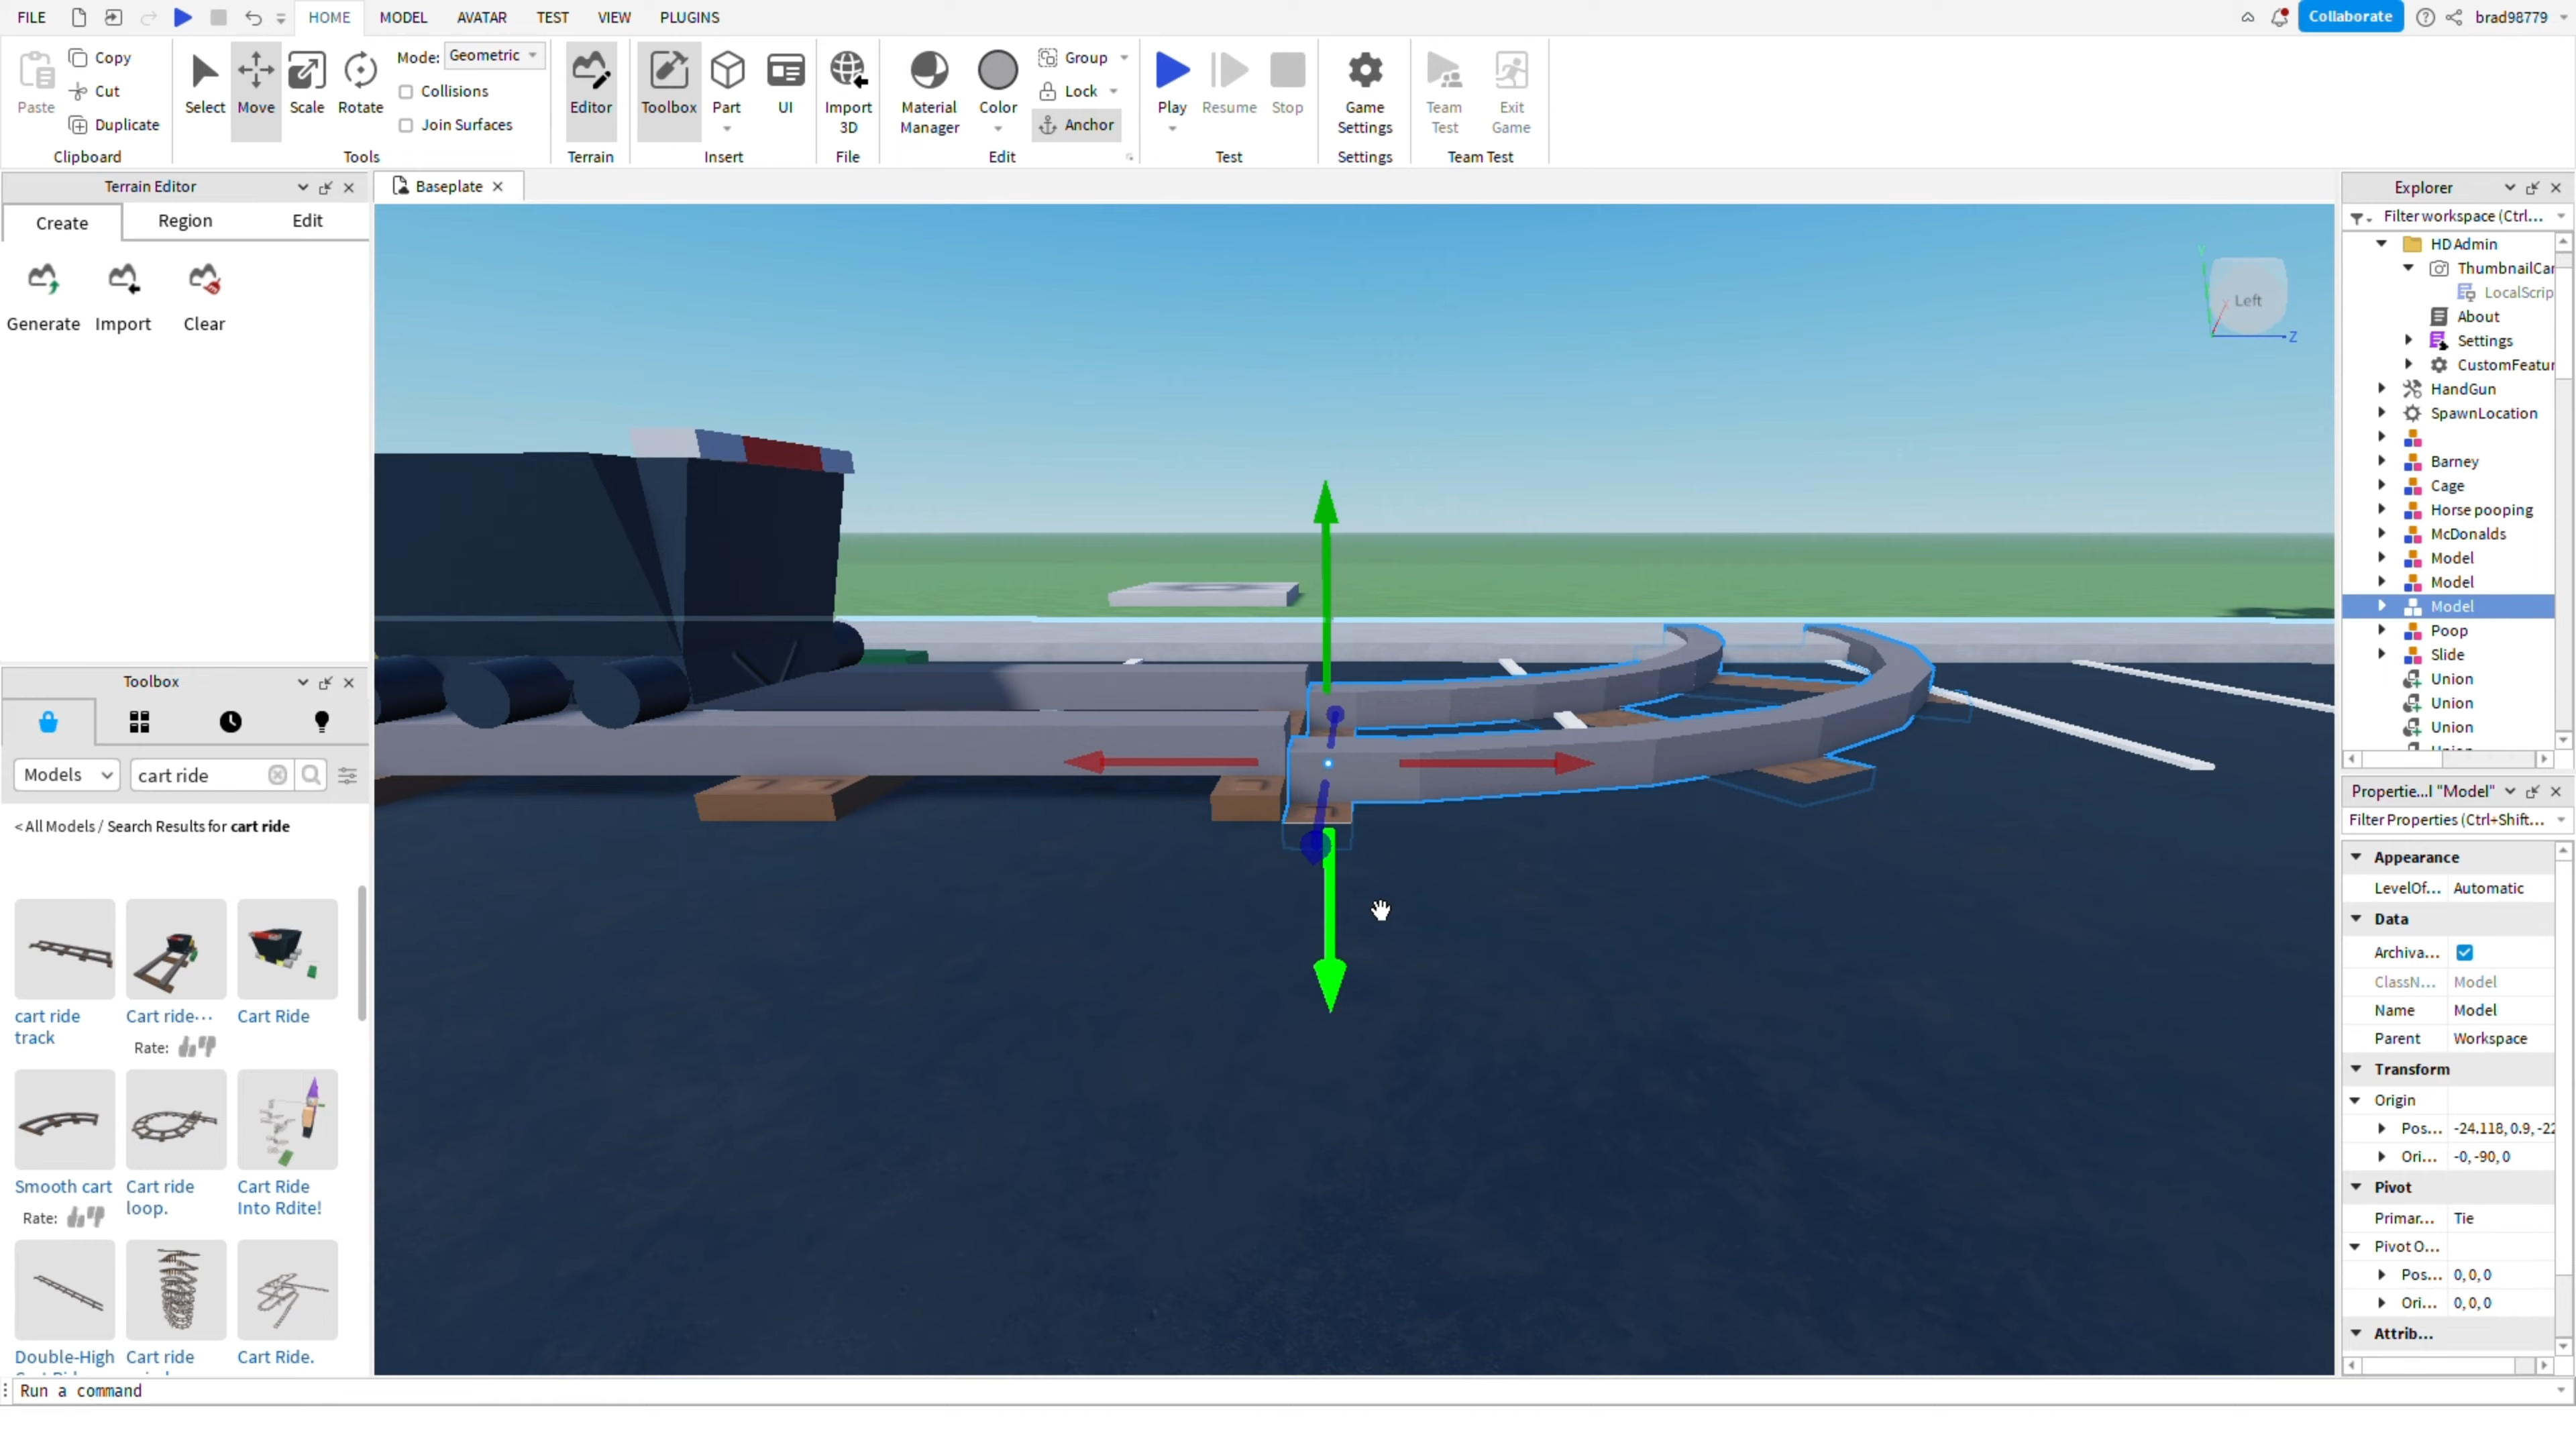 FILE HOME MODEL AVATAR TEST VIEW PLUGINS Collaborate brad98779
Paste Copy Cut Duplicate Clipboard
Select Move Scale Rotate Mode: Geometric Collisions Join Surfaces Tools
Editor Terrain
Toolbox Part UI Insert
Import 3D File
Material Manager Color Group Lock Anchor Edit
Play Resume Stop Test
Game Settings Settings
Team Test Exit Game Team Test
Terrain Editor
Create Region Edit
Generate Import Clear
Baseplate
Left
Y
X
Z
Toolbox
Models cart ride
< All Models / Search Results for cart ride
cart ride track
Cart ride...
Rate:
Cart Ride
Smooth cart
Rate:
Cart ride loop.
Cart Ride Into Rdite!
Double-High
Cart ride
Cart Ride.
Explorer
Filter workspace (Ctrl...
HD Admin
ThumbnailCar
LocalScrip
About
Settings
CustomFeatur
HandGun
SpawnLocation
Barney
Cage
Horse pooping
McDonalds
Model
Model
Model
Poop
Slide
Union
Union
Union
Propertie...l "Model"
Filter Properties (Ctrl+Shift...
Appearance
LevelOf... Automatic
Data
Archiva...
ClassN... Model
Name Model
Parent Workspace
Transform
Origin
Pos... -24.118, 0.9, -22
Ori... -0, -90, 0
Pivot
Primar... Tie
Pivot O...
Pos... 0, 0, 0
Ori... 0, 0, 0
Attrib...
Run a command